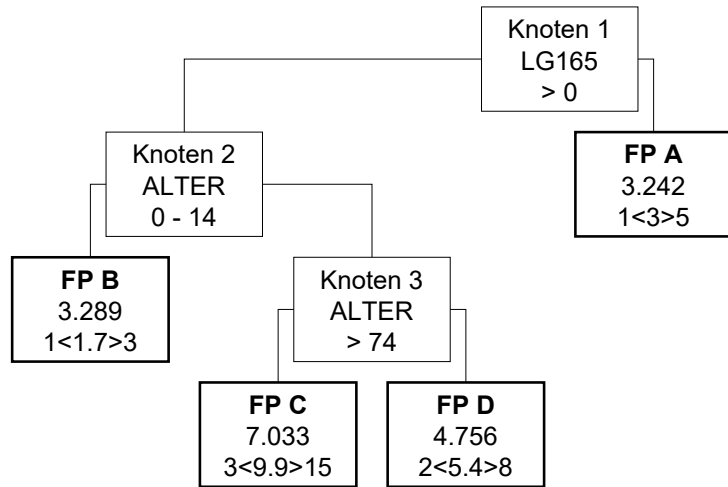 Knoten 1
LG165
> 0
Knoten 2
ALTER
0 - 14
FP A
3.242
1<3>5
FP B
3.289
1<1.7>3
Knoten 3
ALTER
> 74
FP C
7.033
3<9.9>15
FP D
4.756
2<5.4>8